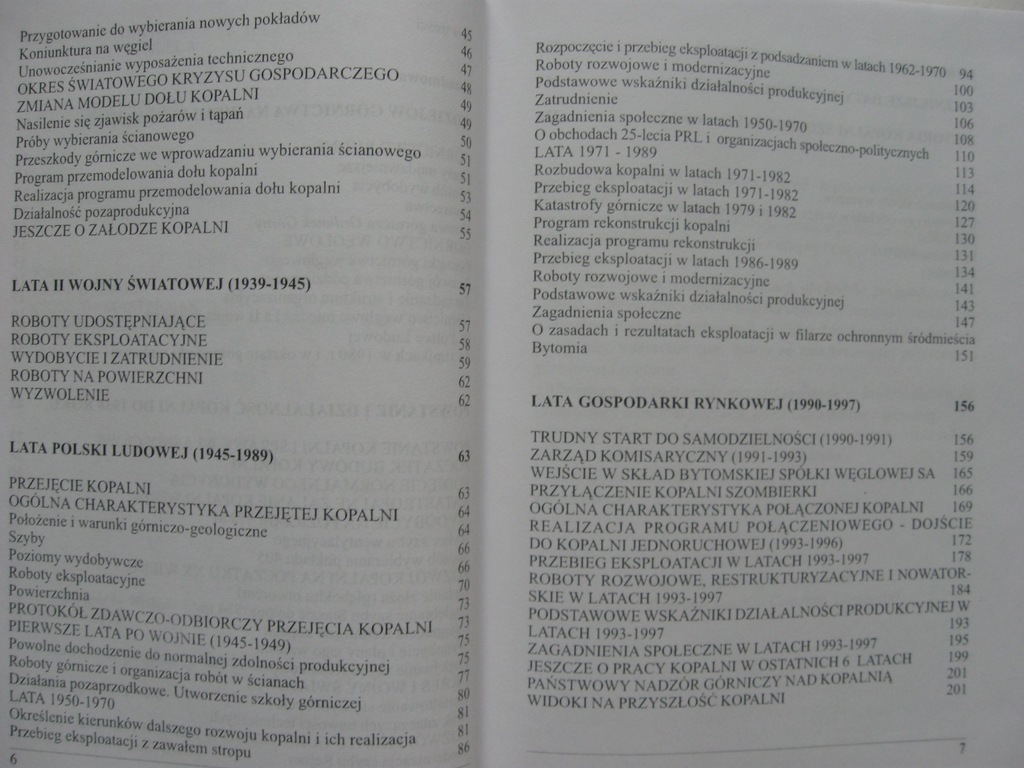 Przygotowanie do wybierania nowych pokładów 45
Koniunktura na węgiel 46
Unowocześnianie wyposażenia technicznego 47
OKRES ŚWIATOWEGO KRYZYSU GOSPODARCZEGO 48
ZMIANA MODELU DOŁU KOPALNI 49
Nasilenie się zjawisk pożarów i tąpań 49
Próby wybierania ścianowego 50
Przeszkody górnicze we wprowadzaniu wybierania ścianowego 51
Program przemodelowania dołu kopalni 51
Realizacja programu przemodelowania dołu kopalni 53
Działalność pozaprodukcyjna 54
JESZCZE O ZAŁODZE KOPALNI 55
LATA II WOJNY ŚWIATOWEJ (1939-1945) 57
ROBOTY UDOSTĘPNIAJĄCE 57
ROBOTY EKSPLOATACYJNE 58
WYDOBYCIE I ZATRUDNIENIE 59
ROBOTY NA POWIERZCHNI 62
WYZWOLENIE 62
LATA POLSKI LUDOWEJ (1945-1989) 63
PRZEJĘCIE KOPALNI 63
OGÓLNA CHARAKTERYSTYKA PRZEJĘTEJ KOPALNI 64
Położenie i warunki górniczo-geologiczne 64
Szyby 66
Poziomy wydobywcze 66
Roboty eksploatacyjne 70
Powierzchnia 73
PROTOKÓŁ ZDAWCZO-ODBIORCZY PRZEJĘCIA KOPALNI 73
PIERWSZE LATA PO WOJNIE (1945-1949) 75
Powolne dochodzenie do normalnej zdolności produkcyjnej 75
Roboty górnicze i organizacja robót w ścianach 77
Działania pozaprzodkowe. Utworzenie szkoły górniczej 80
LATA 1950-1970 81
Określenie kierunków dalszego rozwoju kopalni i ich realizacja 81
Przebieg eksploatacji z zawałem stropu 86
6
Rozpoczęcie i przebieg eksploatacji z podsadzaniem w latach 1962-1970 94
Roboty rozwojowe i modernizacyjne 100
Podstawowe wskaźniki działalności produkcyjnej 103
Zatrudnienie 106
Zagadnienia społeczne w latach 1950-1970 108
O obchodach 25-lecia PRL i organizacjach społeczno-politycznych 110
LATA 1971 - 1989 113
Rozbudowa kopalni w latach 1971-1982 114
Przebieg eksploatacji w latach 1971-1982 120
Katastrofy górnicze w latach 1979 i 1982 127
Program rekonstrukcji kopalni 130
Realizacja programu rekonstrukcji 131
Przebieg eksploatacji w latach 1986-1989 134
Roboty rozwojowe i modernizacyjne 141
Podstawowe wskaźniki działalności produkcyjnej 143
Zagadnienia społeczne 147
O zasadach i rezultatach eksploatacji w filarze ochronnym śródmieścia
Bytomia 151
LATA GOSPODARKI RYNKOWEJ (1990-1997) 156
TRUDNY START DO SAMODZIELNOŚCI (1990-1991) 156
ZARZĄD KOMISARYCZNY (1991-1993) 159
WEJŚCIE W SKŁAD BYTOMSKIEJ SPÓŁKI WĘGLOWEJ SA 165
PRZYŁĄCZENIE KOPALNI SZOMBIERKI 166
OGÓLNA CHARAKTERYSTYKA POŁĄCZONEJ KOPALNI 169
REALIZACJA PROGRAMU POŁĄCZENIOWEGO - DOJŚCIE
DO KOPALNI JEDNORUCHOWEJ (1993-1996) 172
PRZEBIEG EKSPLOATACJI W LATACH 1993-1997 178
ROBOTY ROZWOJOWE, RESTRUKTURYZACYJNE I NOWATOR-
SKIE W LATACH 1993-1997 184
PODSTAWOWE WSKAŹNIKI DZIAŁALNOŚCI PRODUKCYJNEJ W
LATACH 1993-1997 193
ZAGADNIENIA SPOŁECZNE W LATACH 1993-1997 195
JESZCZE O PRACY KOPALNI W OSTATNICH 6 LATACH 199
PAŃSTWOWY NADZÓR GÓRNICZY NAD KOPALNIĄ 201
WIDOKI NA PRZYSZŁOŚĆ KOPALNI 201
7